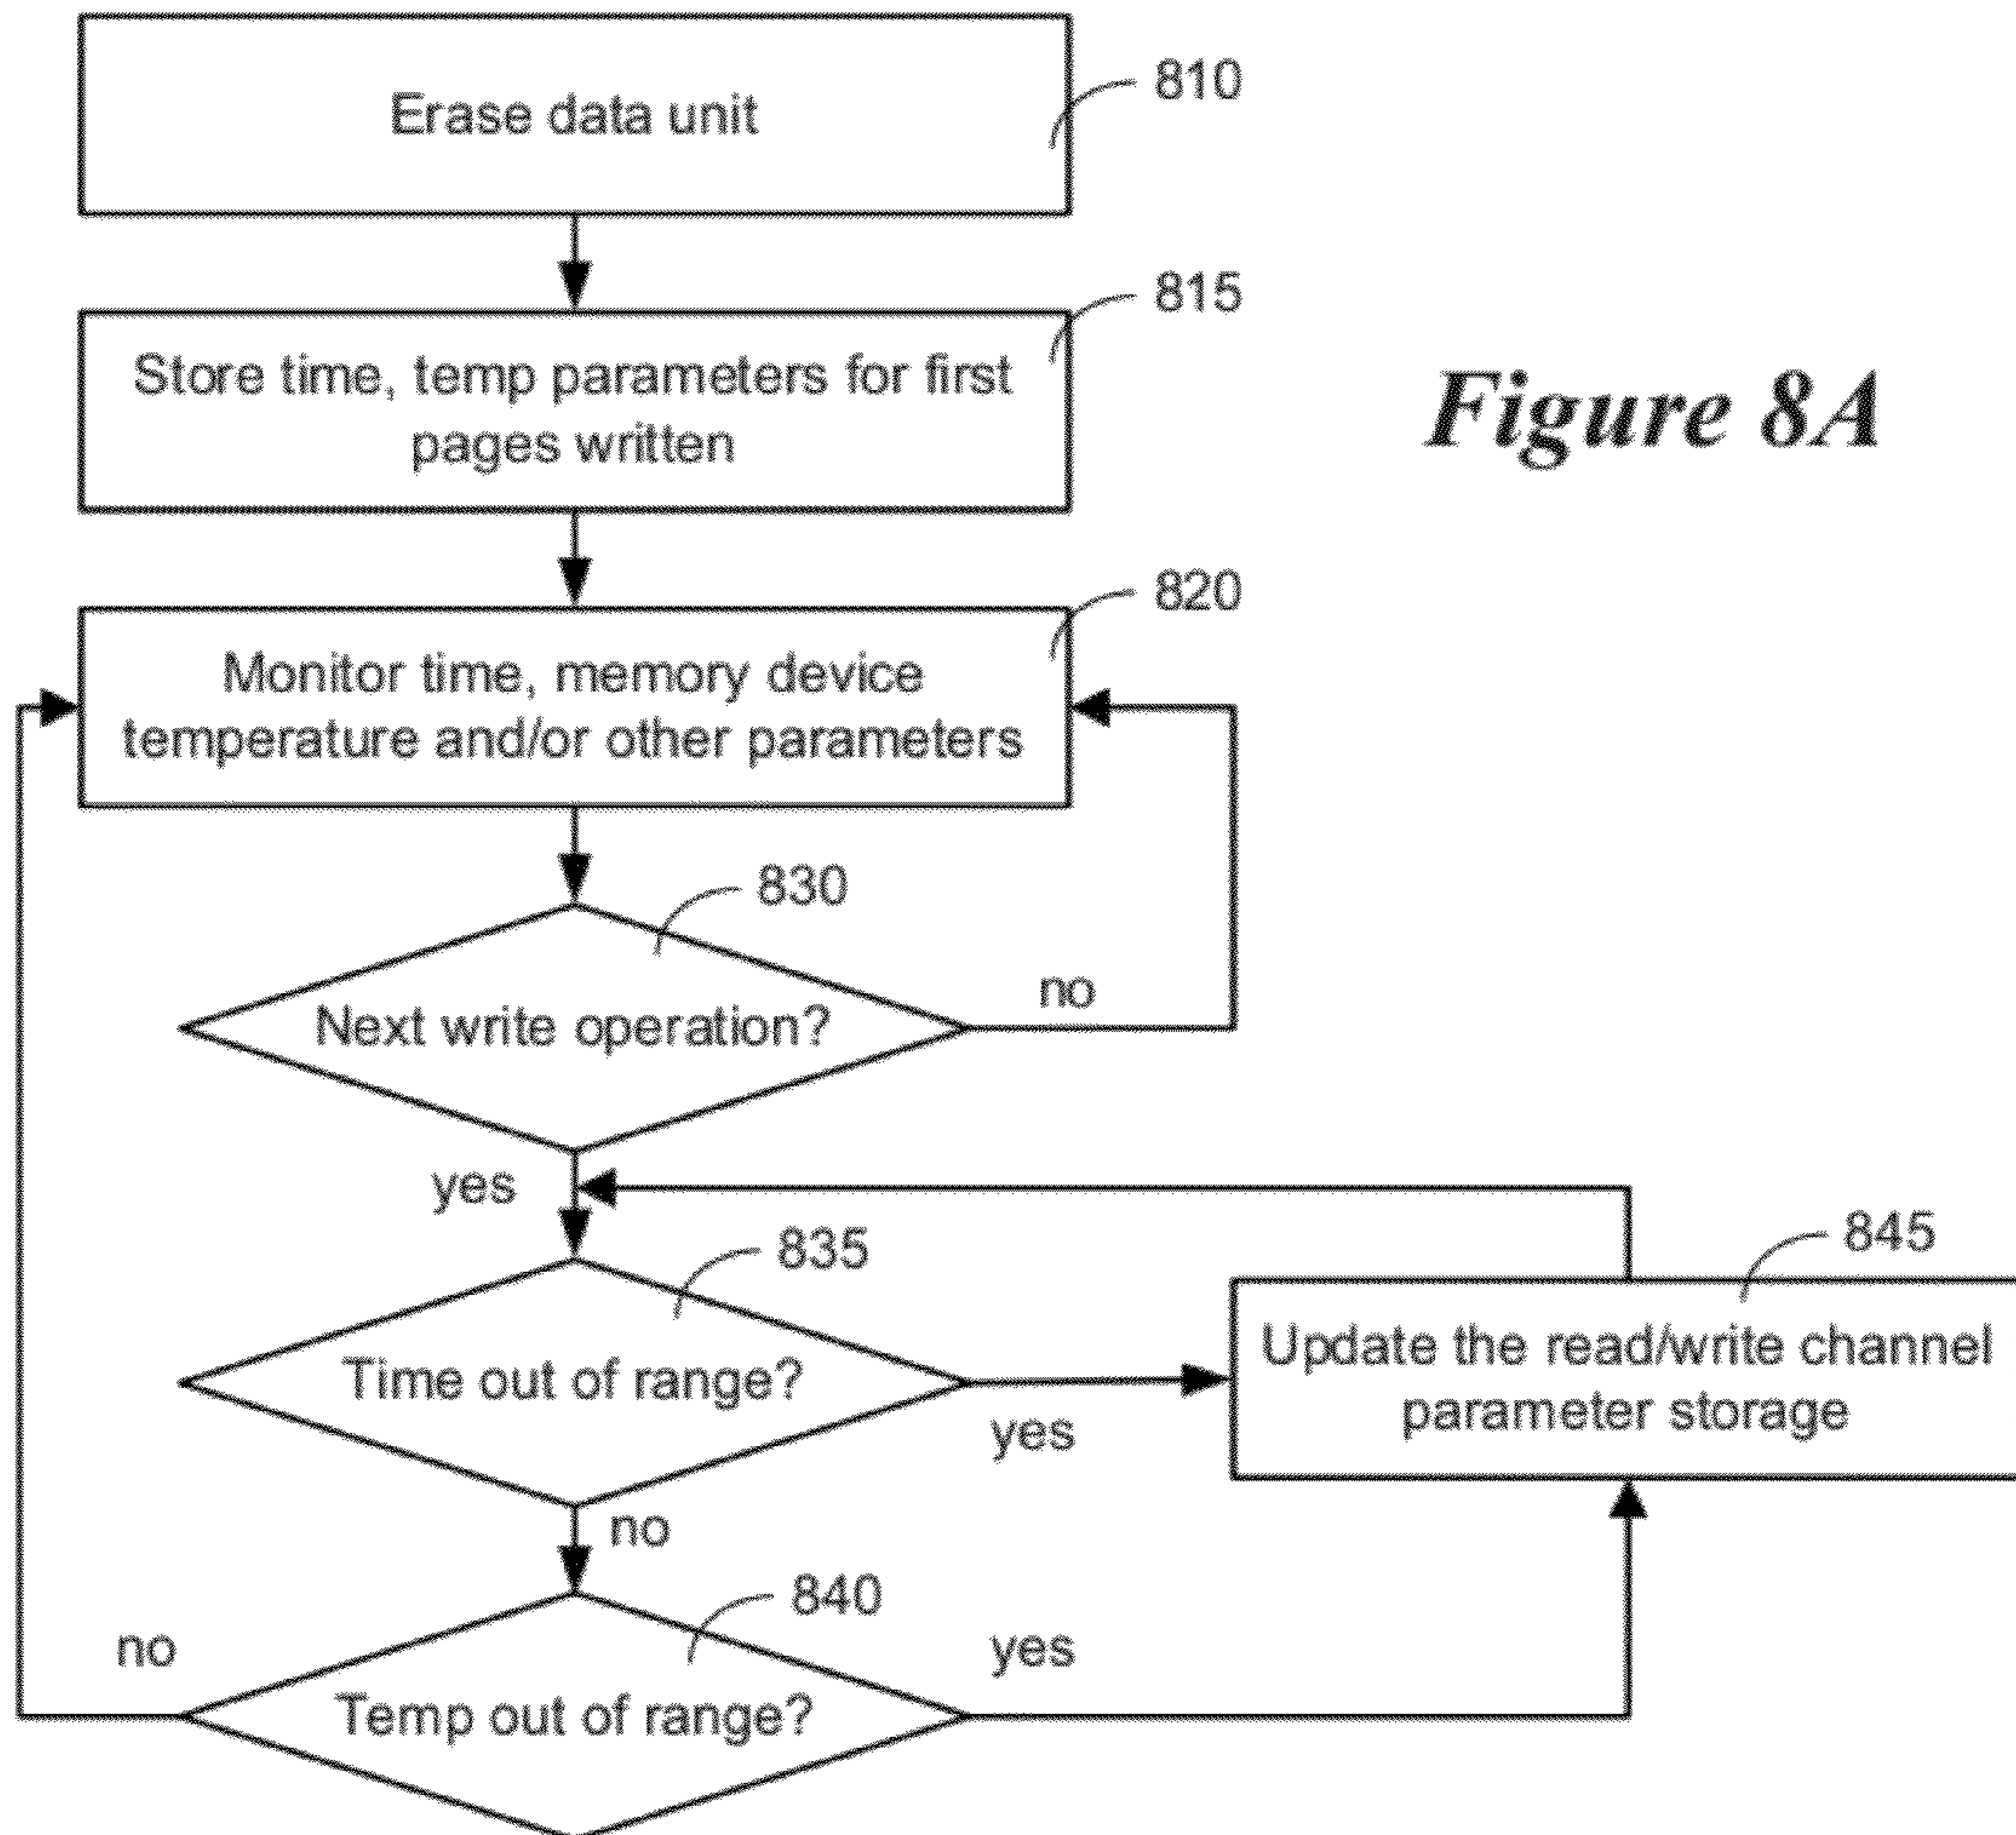 Erase data unit
810
Store time, temp parameters for first
pages written
815
Figure 8A
Monitor time, memory device
temperature and/or other parameters
820
Next write operation?
830
no
yes
Time out of range?
835
yes
Update the read/write channel
parameter storage
845
no
Temp out of range?
840
no
yes